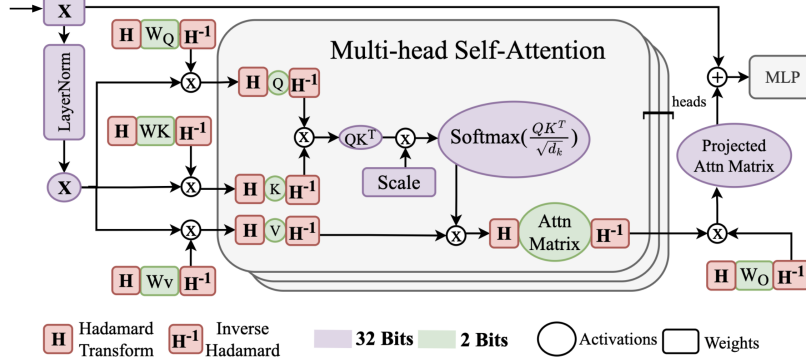 X
H W_Q H⁻¹
LayerNorm
Multi-head Self-Attention
H Q H⁻¹
+
MLP
heads
H WK H⁻¹
X
QKᵀ
X
Softmax(QKᵀ/√dₖ)
Projected
Attn Matrix
X
X
Scale
X
H K H⁻¹
X
H V H⁻¹
X
H Attn
Matrix H⁻¹
X
H Wv H⁻¹
H W_O H⁻¹
H Hadamard
Transform
H⁻¹ Inverse
Hadamard
32 Bits
2 Bits
Activations
Weights